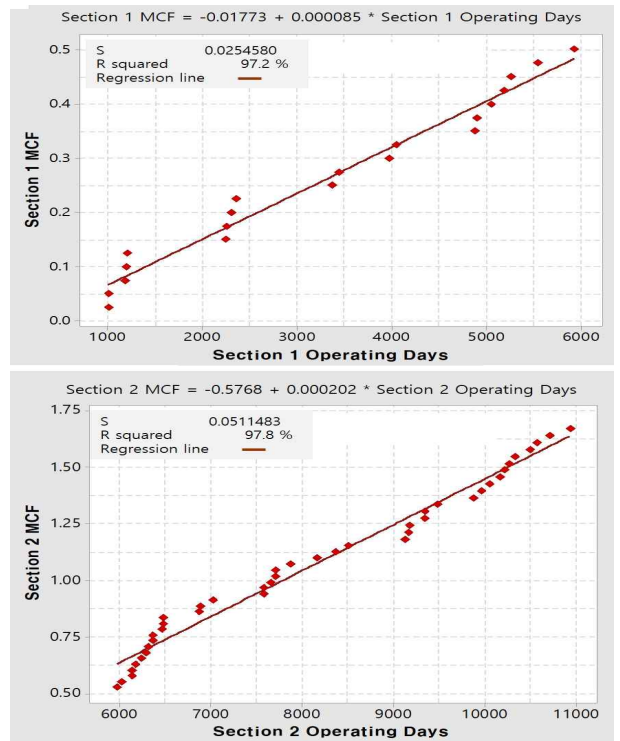 Section 1 MCF = -0.01773 + 0.000085 * Section 1 Operating Days
S 0.0254580
R squared 97.2 %
Regression line
Section 1 MCF
0.5
0.4
0.3
0.2
0.1
0.0
1000 2000 3000 4000 5000 6000
Section 1 Operating Days
Section 2 MCF = -0.5768 + 0.000202 * Section 2 Operating Days
S 0.0511483
R squared 97.8 %
Regression line
Section 2 MCF
1.75
1.50
1.25
1.00
0.75
0.50
6000 7000 8000 9000 10000 11000
Section 2 Operating Days